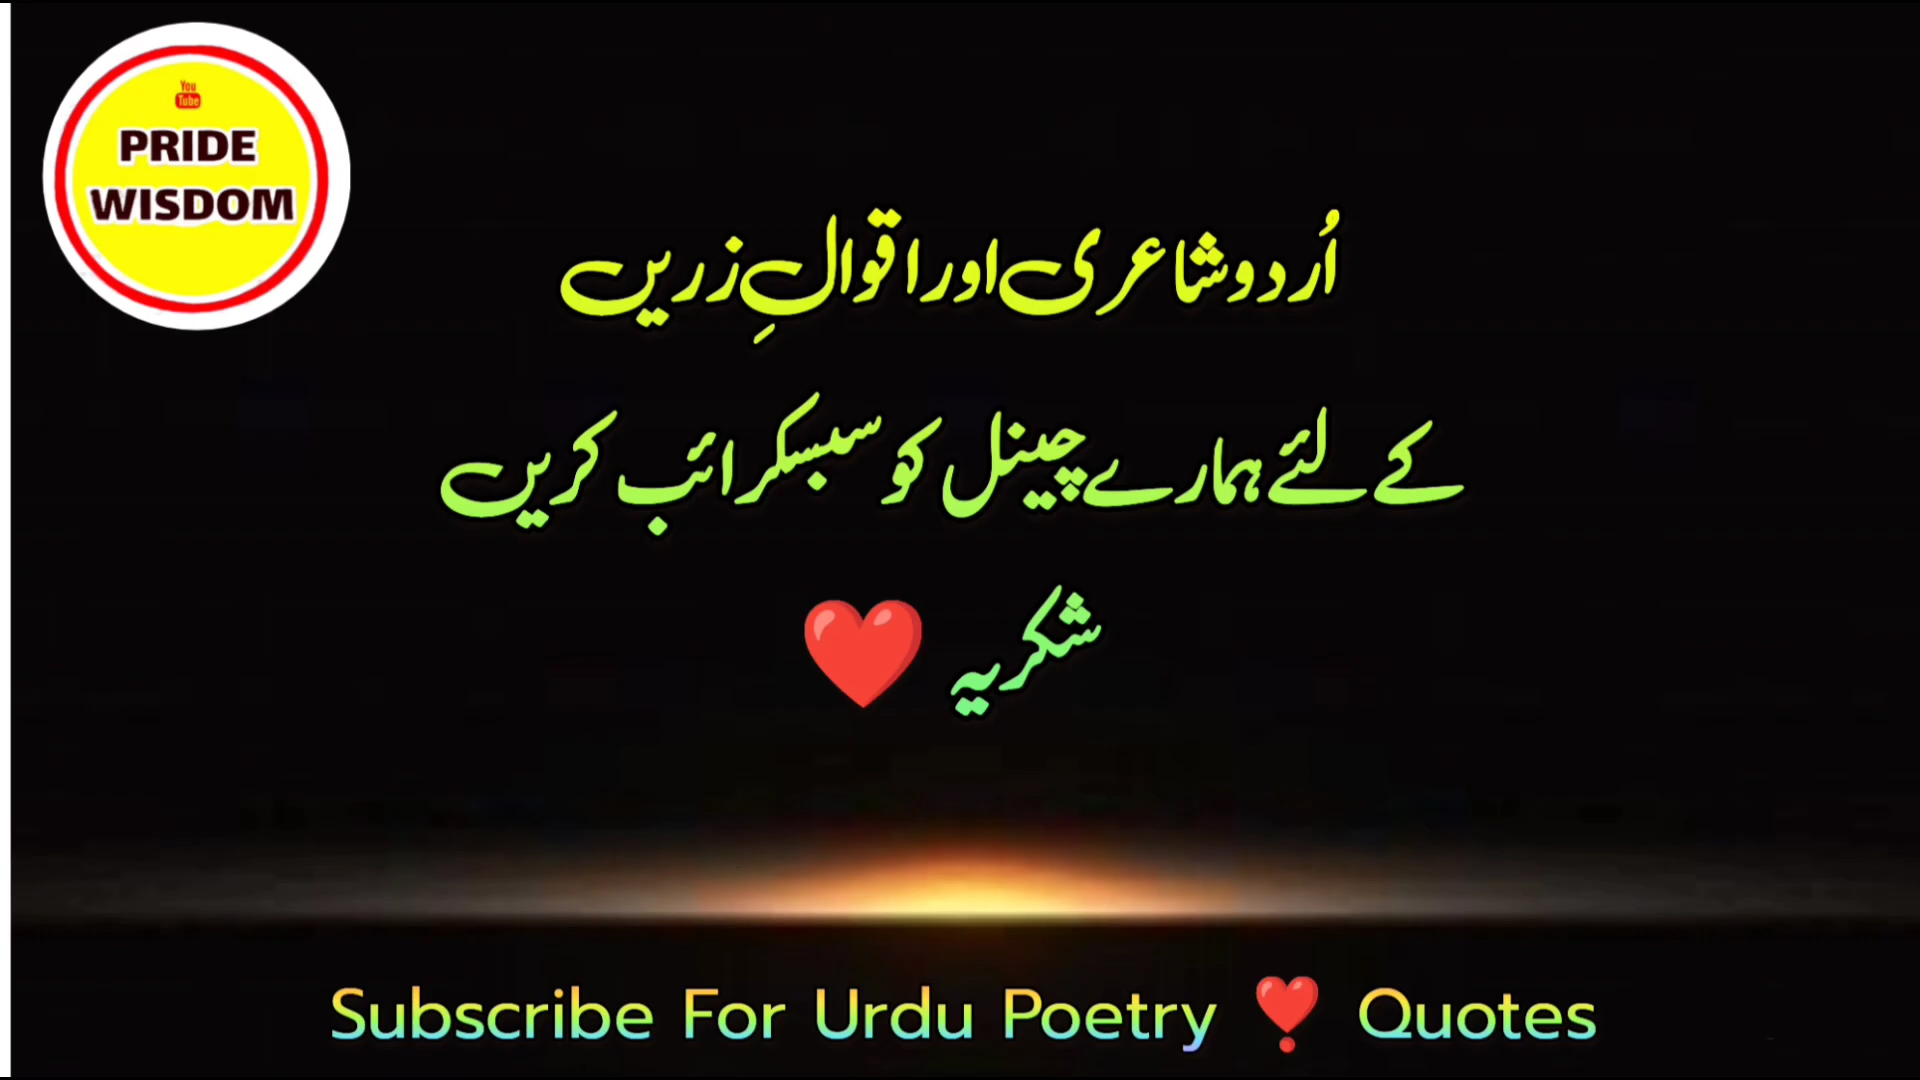 You
Tube
PRIDE
WISDOM
اُردو شاعری اور اقوالِ زریں
کے لئے ہمارے چینل کو سبسکرائب کریں
شکریہ ❤️
Subscribe For Urdu Poetry ❣️ Quotes